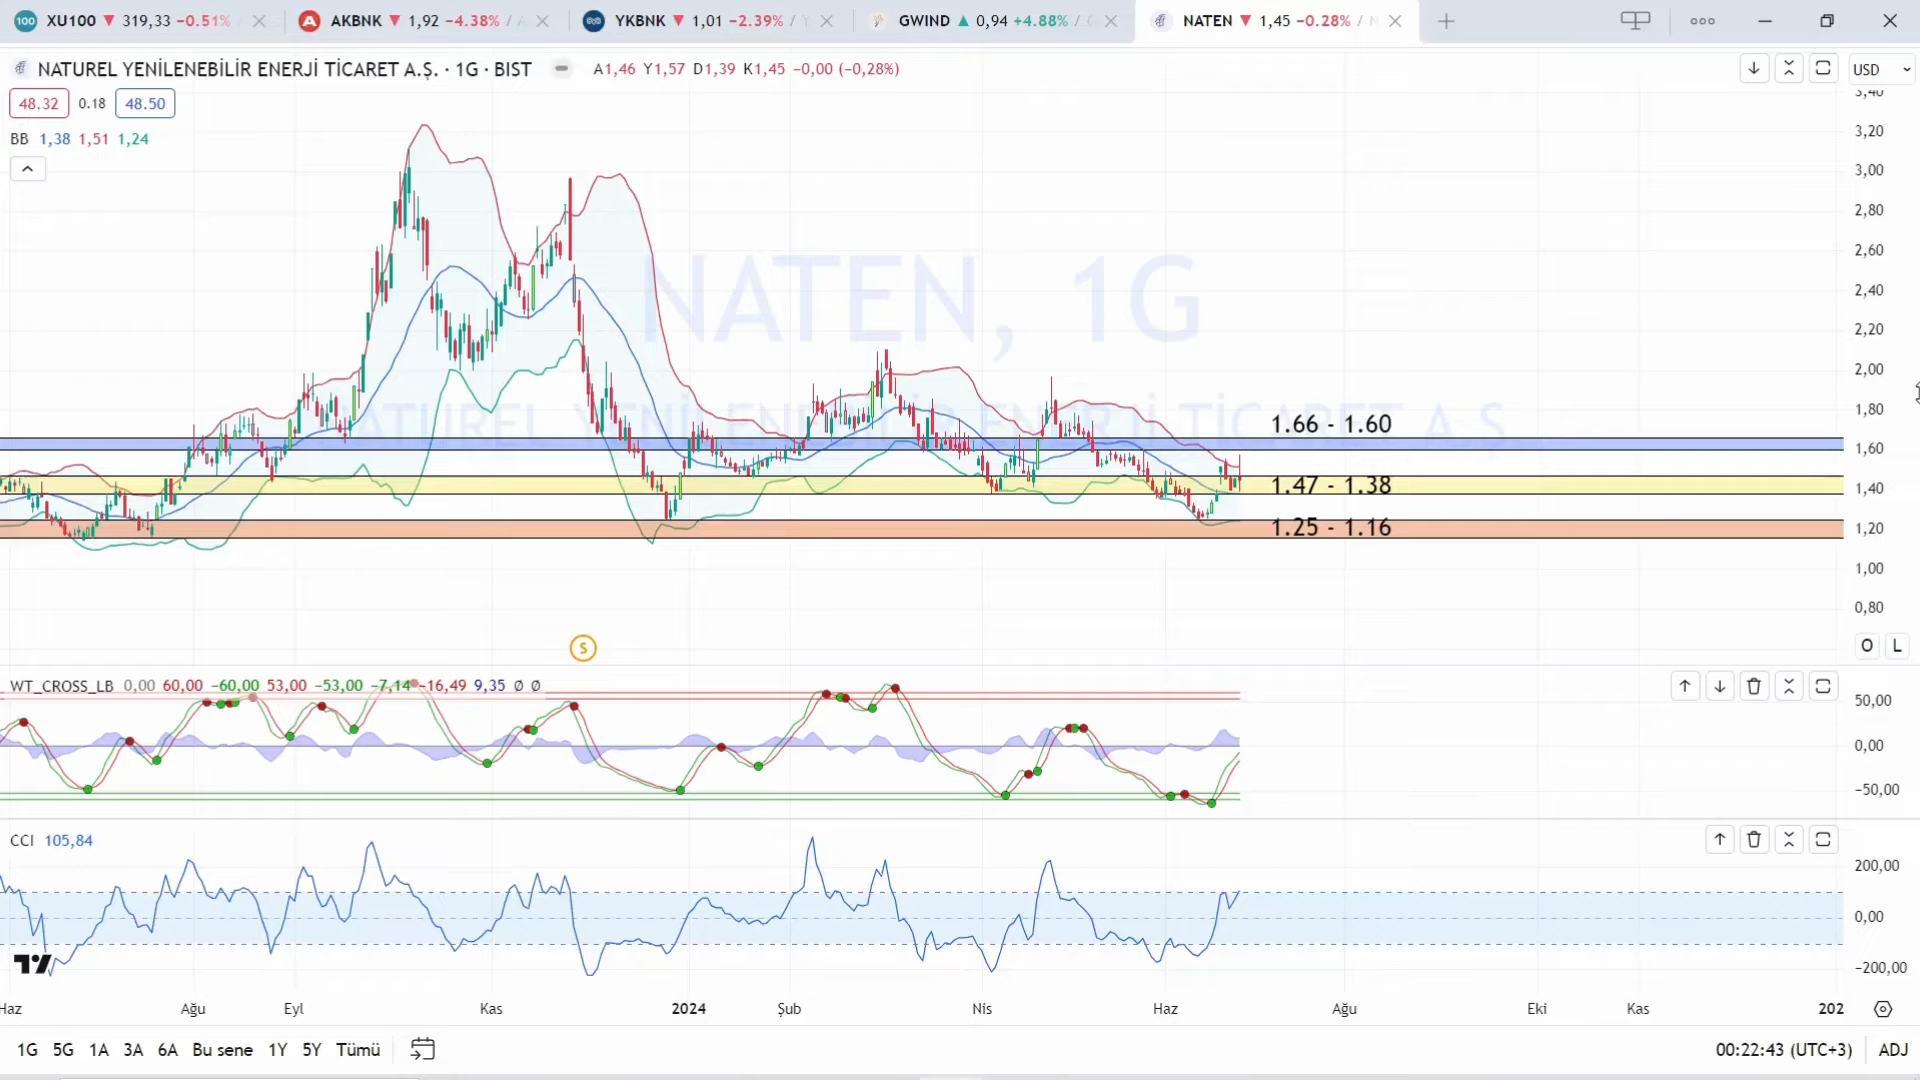 XU100 ▼ 319,33 −0.51%
AKBNK ▼ 1,92 −4.38% /
YKBNK ▼ 1,01 −2.39% /
GWIND ▲ 0,94 +4.88% /
NATEN ▼ 1,45 −0.28% /
NATUREL YENİLENEBİLİR ENERJİ TİCARET A.Ş. · 1G · BIST
A1,46 Y1,57 D1,39 K1,45 −0,00 (−0,28%)
USD
48.32 0.18 48.50
BB 1,38 1,51 1,24
3,40
3,20
3,00
2,80
2,60
2,40
2,20
2,00
1,80
1,60
1,40
1,20
1,00
0,80
NATEN, 1G
NATUREL YENİLENEBİLİR ENERJİ TİCARET A.Ş.
1.66 - 1.60
1.47 - 1.38
1.25 - 1.16
S
O L
WT_CROSS_LB 0,00 60,00 −60,00 53,00 −53,00 −7,14 −16,49 9,35 Ø Ø
50,00
0,00
−50,00
CCI 105,84
200,00
0,00
−200,00
Haz Ağu Eyl Kas 2024 Şub Nis Haz Ağu Eki Kas 202
1G 5G 1A 3A 6A Bu sene 1Y 5Y Tümü
00:22:43 (UTC+3) ADJ